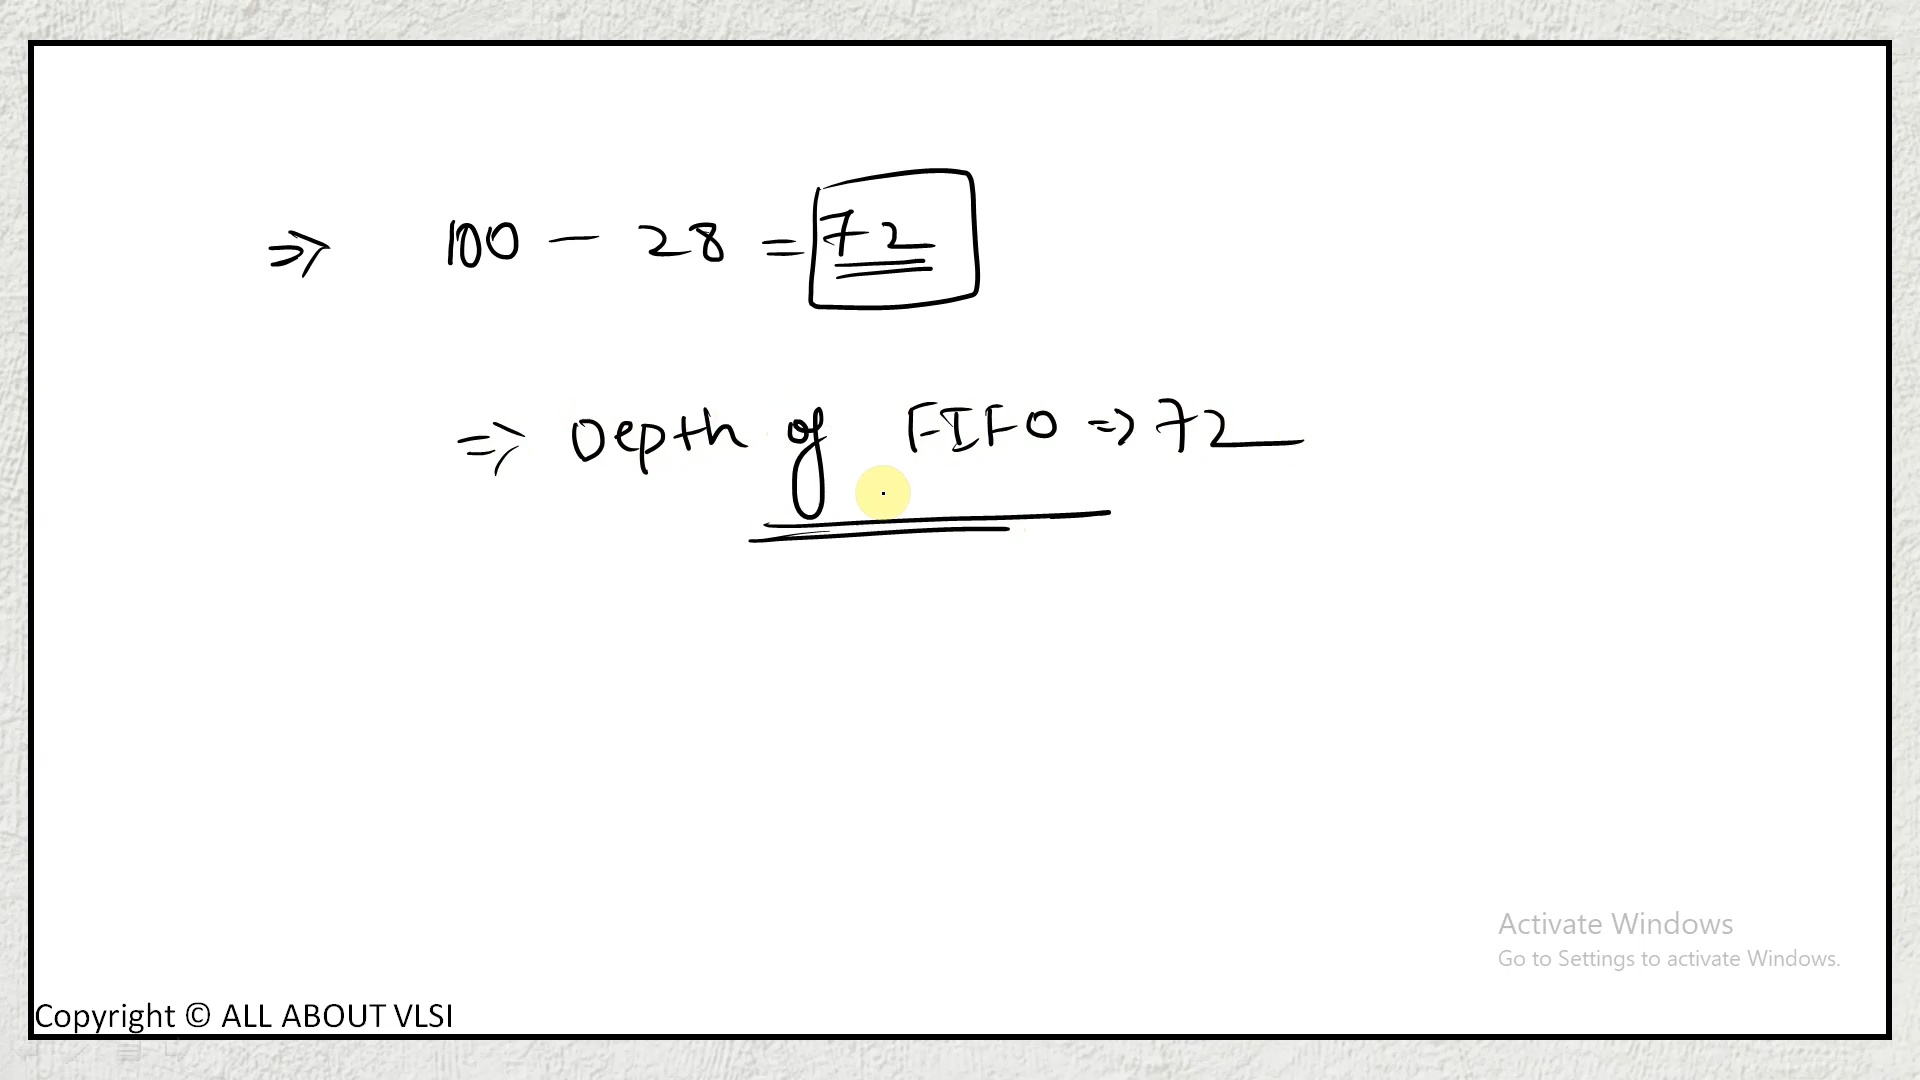 ⇒ 100 - 28 = 72
⇒ Depth of FIFO ⇒ 72
Activate Windows
Go to Settings to activate Windows.
Copyright © ALL ABOUT VLSI